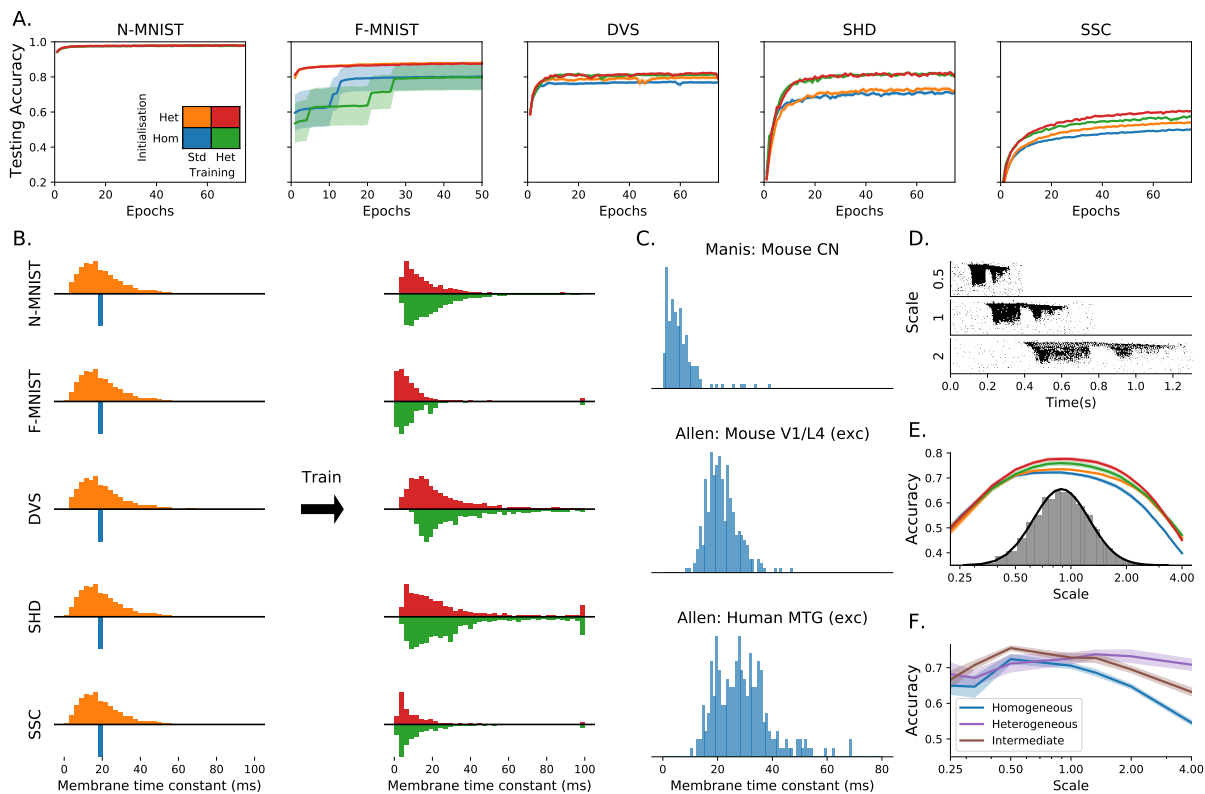 A.
N-MNIST
F-MNIST
DVS
SHD
SSC
Testing Accuracy
1.0
0.8
0.6
0.4
0.2
Initialisation
Het
Hom
Std Het
Training
0 20 40 60
Epochs
0 10 20 30 40 50
Epochs
0 20 40 60
Epochs
0 20 40 60
Epochs
0 20 40 60
Epochs
B.
N-MNIST
F-MNIST
DVS
SHD
SSC
Train
0 20 40 60 80 100
Membrane time constant (ms)
0 20 40 60 80 100
Membrane time constant (ms)
C.
Manis: Mouse CN
Allen: Mouse V1/L4 (exc)
Allen: Human MTG (exc)
0 20 40 60 80
Membrane time constant (ms)
D.
Scale
0.5
1
2
0.0 0.2 0.4 0.6 0.8 1.0 1.2
Time(s)
E.
Accuracy
0.8
0.7
0.6
0.5
0.4
0.25 0.50 1.00 2.00 4.00
Scale
F.
Accuracy
0.7
0.6
0.5
Homogeneous
Heterogeneous
Intermediate
0.25 0.50 1.00 2.00 4.00
Scale